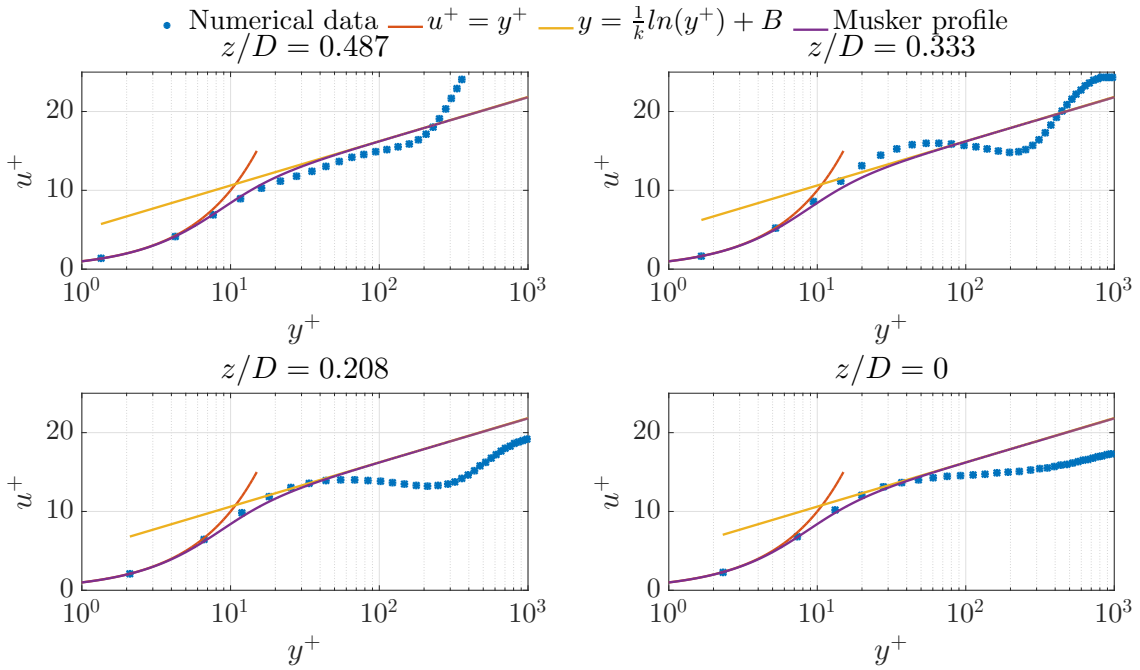 Numerical data u⁺ = y⁺ y = 1/k ln(y⁺) + B Musker profile
z/D = 0.487 z/D = 0.333
20 20
10 10
0 0
u⁺ u⁺
10⁰ 10¹ 10² 10³ 10⁰ 10¹ 10² 10³
y⁺ y⁺
z/D = 0.208 z/D = 0
20 20
10 10
0 0
u⁺ u⁺
10⁰ 10¹ 10² 10³ 10⁰ 10¹ 10² 10³
y⁺ y⁺